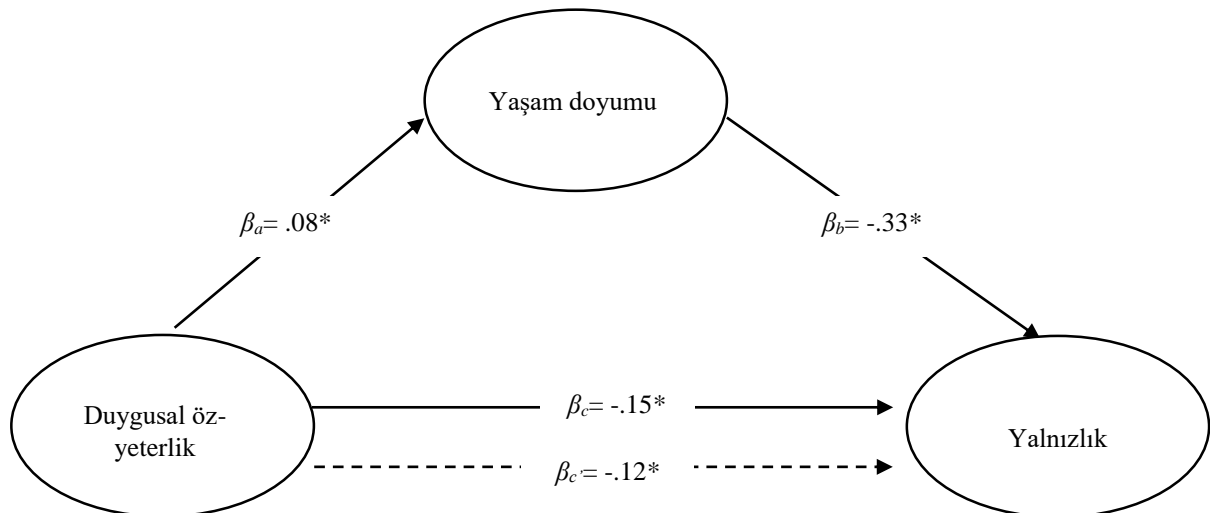 Yaşam doyumu
βa= .08*
βb= -.33*
Duygusal öz-
yeterlik
βc= -.15*
βc'= -.12*
Yalnızlık